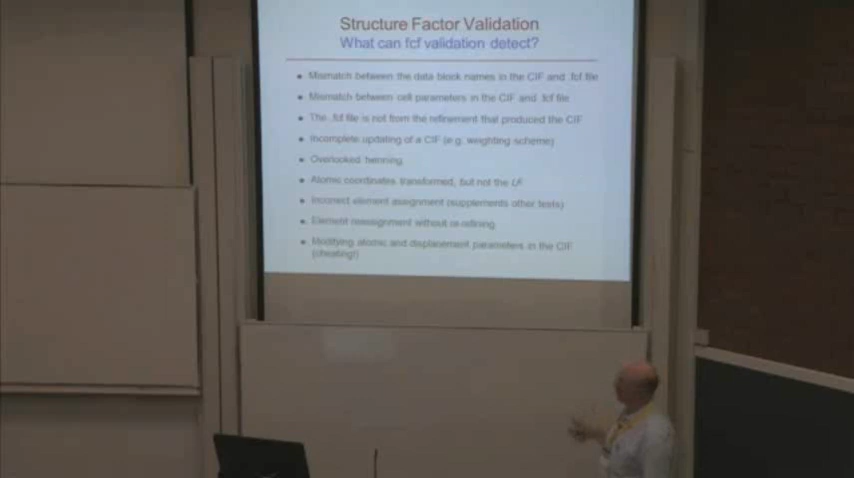 Structure Factor Validation
What can fcf validation detect?
• Mismatch between the data block names in the CIF and .fcf file
• Mismatch between cell parameters in the CIF and .fcf file
• The .fcf file is not from the refinement that produced the CIF
• Incomplete updating of a CIF (e.g. weighting scheme)
• Overlooked twinning
• Atomic coordinates transformed, but not the
• Incorrect element assignment (supplements other tests)
• Element reassignment without re-refining
• Modifying atomic and displacement parameters in the CIF
(cheating!)